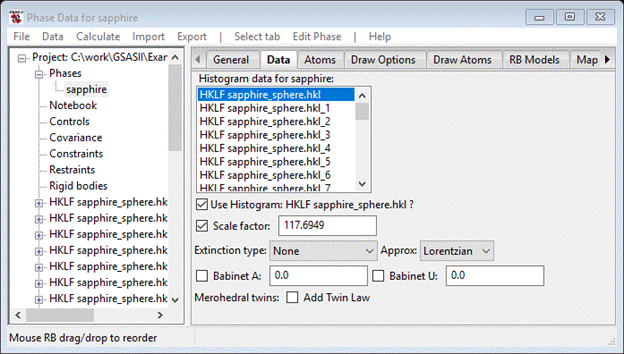 Phase Data for sapphire
File Data Calculate Import Export | Select tab Edit Phase | Help
Project: C:\work\GSASII\Exar
Phases
sapphire
Notebook
Controls
Covariance
Constraints
Restraints
Rigid bodies
HKLF sapphire_sphere.hk
HKLF sapphire_sphere.hk
HKLF sapphire_sphere.hk
HKLF sapphire_sphere.hk
HKLF sapphire_sphere.hk
HKLF sapphire_sphere.hk
HKLF sapphire_sphere.hk
General Data Atoms Draw Options Draw Atoms RB Models Map
Histogram data for sapphire:
HKLF sapphire_sphere.hkl
HKLF sapphire_sphere.hkl_1
HKLF sapphire_sphere.hkl_2
HKLF sapphire_sphere.hkl_3
HKLF sapphire_sphere.hkl_4
HKLF sapphire_sphere.hkl_5
HKLF sapphire_sphere.hkl_6
HKLF sapphire_sphere.hkl_7
Use Histogram: HKLF sapphire_sphere.hkl ?
Scale factor: 117.6949
Extinction type: None Approx: Lorentzian
Babinet A: 0.0 Babinet U: 0.0
Merohedral twins: Add Twin Law
Mouse RB drag/drop to reorder